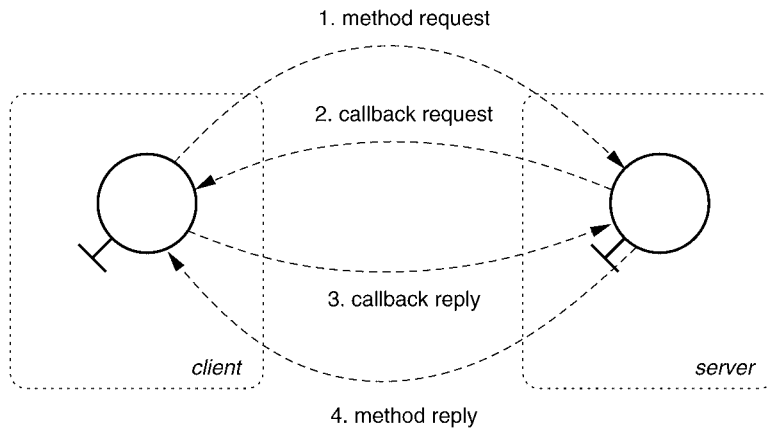 1. method request
2. callback request
3. callback reply
client
server
4. method reply